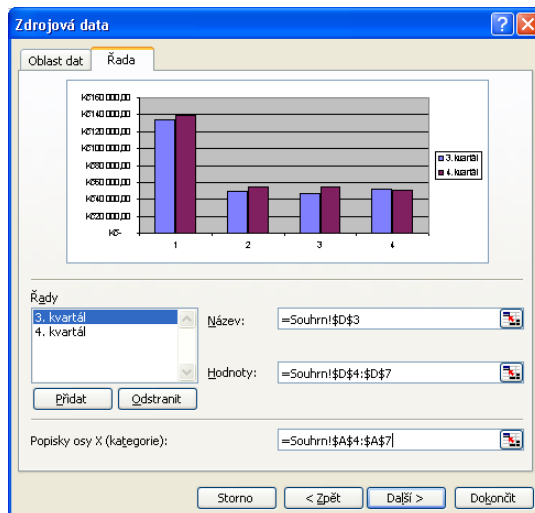 Zdrojová data
Oblast dat
Řada
Kč160 000,00
Kč140 000,00
Kč120 000,00
Kč100 000,00
Kč80 000,00
Kč60 000,00
Kč40 000,00
Kč20 000,00
Kč-
1 2 3 4
3. kvartál
4. kvartál
Řady
3. kvartál
4. kvartál
Název: =Souhrn!$D$3
Hodnoty: =Souhrn!$D$4:$D$7
Přidat Odstranit
Popisky osy X (kategorie): =Souhrn!$A$4:$A$7
Storno < Zpět Další > Dokončit